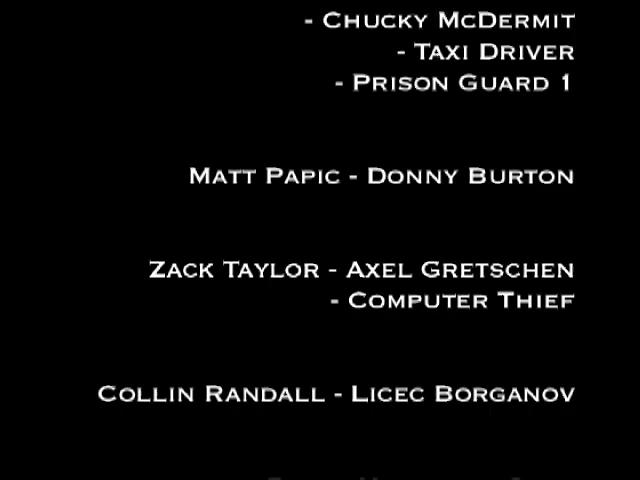 - Chucky McDermit
- Taxi Driver
- Prison Guard 1
Matt Papic - Donny Burton
Zack Taylor - Axel Gretschen
- Computer Thief
Collin Randall - Licec Borganov